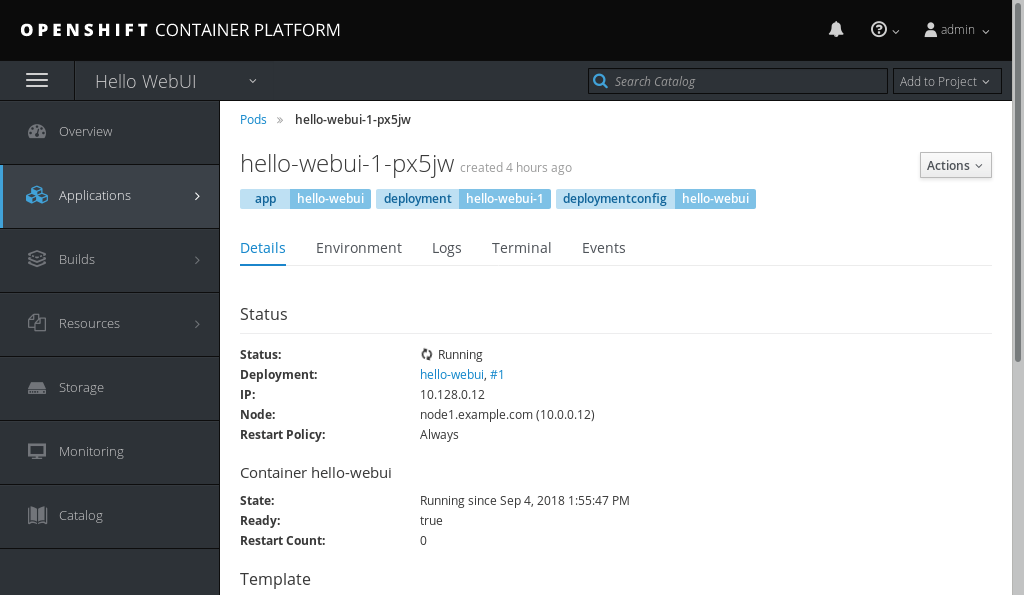 OPENSHIFT CONTAINER PLATFORM
admin
Hello WebUI
Search Catalog
Add to Project
Overview
Applications
Builds
Resources
Storage
Monitoring
Catalog
Pods » hello-webui-1-px5jw
hello-webui-1-px5jw created 4 hours ago
Actions
app hello-webui deployment hello-webui-1 deploymentconfig hello-webui
Details Environment Logs Terminal Events
Status
Status: Running
Deployment: hello-webui, #1
IP: 10.128.0.12
Node: node1.example.com (10.0.0.12)
Restart Policy: Always
Container hello-webui
State: Running since Sep 4, 2018 1:55:47 PM
Ready: true
Restart Count: 0
Template